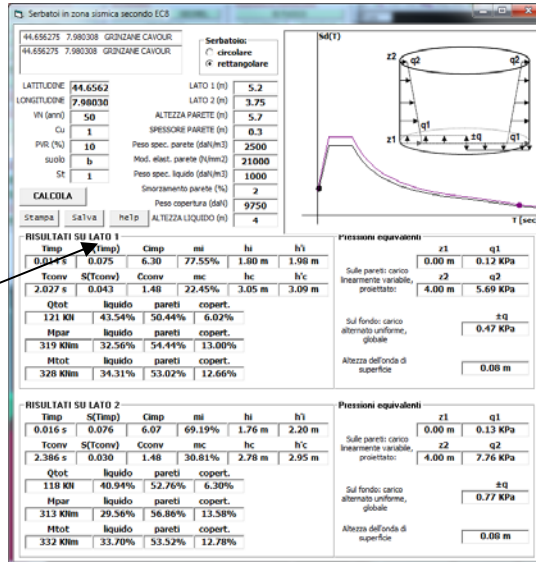 Serbatoi in zona sismica secondo EC8
44.656275 7.980308 GRINZANE CAVOUR
44.656275 7.980308 GRINZANE CAVOUR
Serbatoio:
circolare
rettangolare
LATITUDINE 44.6562
LONGITUDINE 7.98030
VN (anni) 50
Cu 1
PVR (%) 10
suolo b
St 1
CALCOLA
Stampa Salva help
LATO 1 (m) 5.2
LATO 2 (m) 3.75
ALTEZZA PARETE (m) 5.7
SPESSORE PARETE (m) 0.3
Peso spec. parete (daN/m3) 2500
Mod. elast. parete (N/mm2) 21000
Peso spec. liquido (daN/m3) 1000
Smorzamento parete (%) 2
Peso copertura (daN) 9750
ALTEZZA LIQUIDO (m) 4
Sd(T)
z2 q2 q2
q1
z1 ±q q1
T [sec
RISULTATI SU LATO 1
Timp S(Timp) Cimp mi hi h'i
0.014 s 0.075 6.30 77.55% 1.80 m 1.98 m
Tconv S(Tconv) Cconv mc hc h'c
2.027 s 0.043 1.48 22.45% 3.05 m 3.09 m
Qtot liquido pareti copert.
121 KN 43.54% 50.44% 6.02%
Mpar liquido pareti copert.
319 KNm 32.56% 54.44% 13.00%
Mtot liquido pareti copert.
328 KNm 34.31% 53.02% 12.66%
Pressioni equivalenti
z1 q1
0.00 m 0.12 KPa
Sulle pareti: carico linearmente variabile, proiettato:
z2 q2
4.00 m 5.69 KPa
Sul fondo: carico alternato uniforme, globale
±q
0.47 KPa
Altezza dell'onda di superficie
0.08 m
RISULTATI SU LATO 2
Timp S(Timp) Cimp mi hi h'i
0.016 s 0.076 6.07 69.19% 1.76 m 2.20 m
Tconv S(Tconv) Cconv mc hc h'c
2.386 s 0.030 1.48 30.81% 2.78 m 2.95 m
Qtot liquido pareti copert.
118 KN 40.94% 52.76% 6.30%
Mpar liquido pareti copert.
313 KNm 29.56% 56.86% 13.58%
Mtot liquido pareti copert.
332 KNm 33.70% 53.52% 12.78%
Pressioni equivalenti
z1 q1
0.00 m 0.13 KPa
Sulle pareti: carico linearmente variabile, proiettato:
z2 q2
4.00 m 7.76 KPa
Sul fondo: carico alternato uniforme, globale
±q
0.77 KPa
Altezza dell'onda di superficie
0.08 m